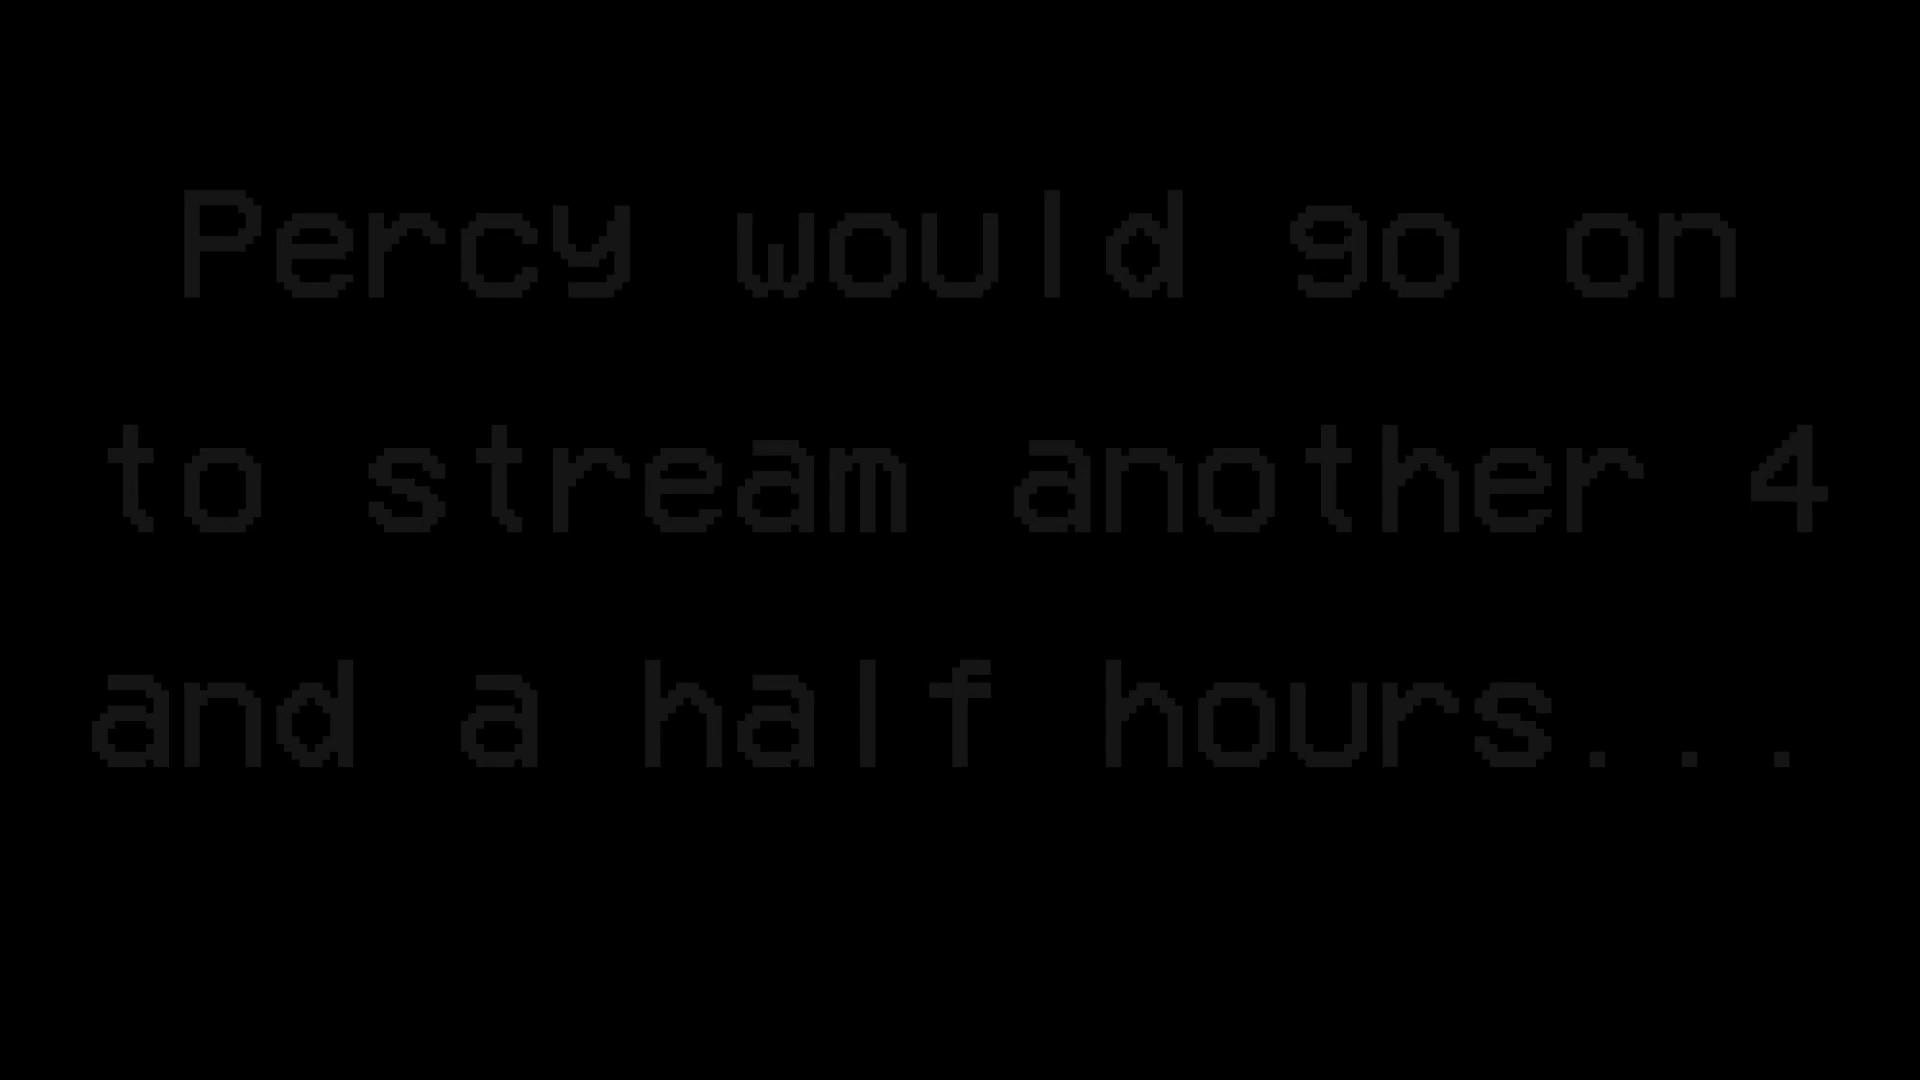 Percy would go on
to stream another 4
and a half hours...